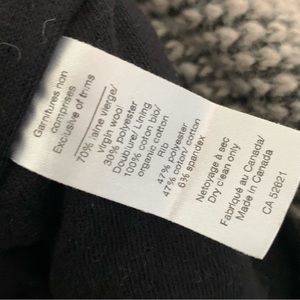 Garnitures non
comprises
Exclusive of trims
70% laine vierge/
virgin wool/
30% polyester
Doublure/ Lining
100% coton bio/
organic cotton
Rib
47% polyester
47% coton/ cotton
6% spandex
Nettoyage à sec
Dry clean only
Fabriqué au Canada/
Made in Canada
CA 52621